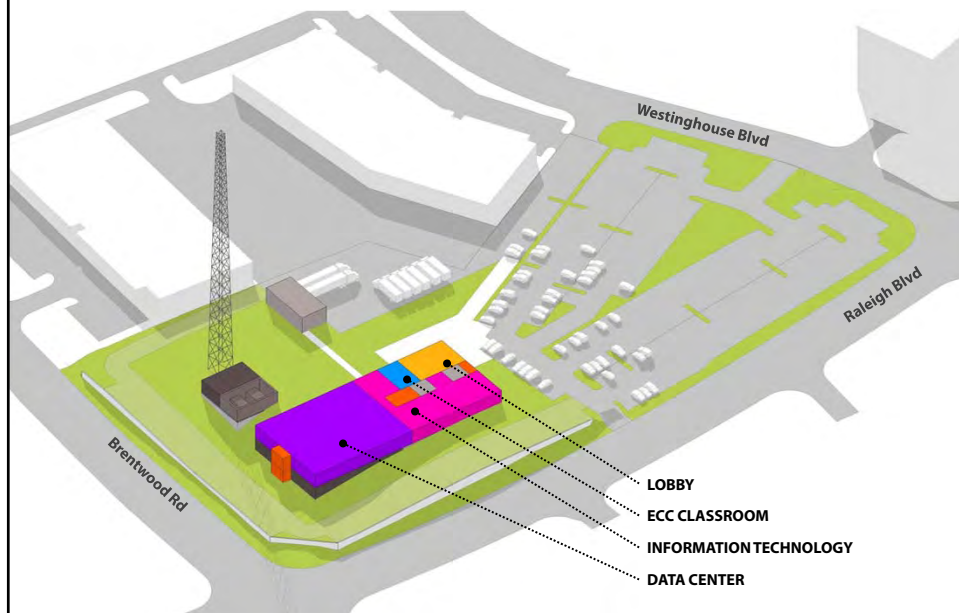 Westinghouse Blvd
Raleigh Blvd
Brentwood Rd
LOBBY
ECC CLASSROOM
INFORMATION TECHNOLOGY
DATA CENTER